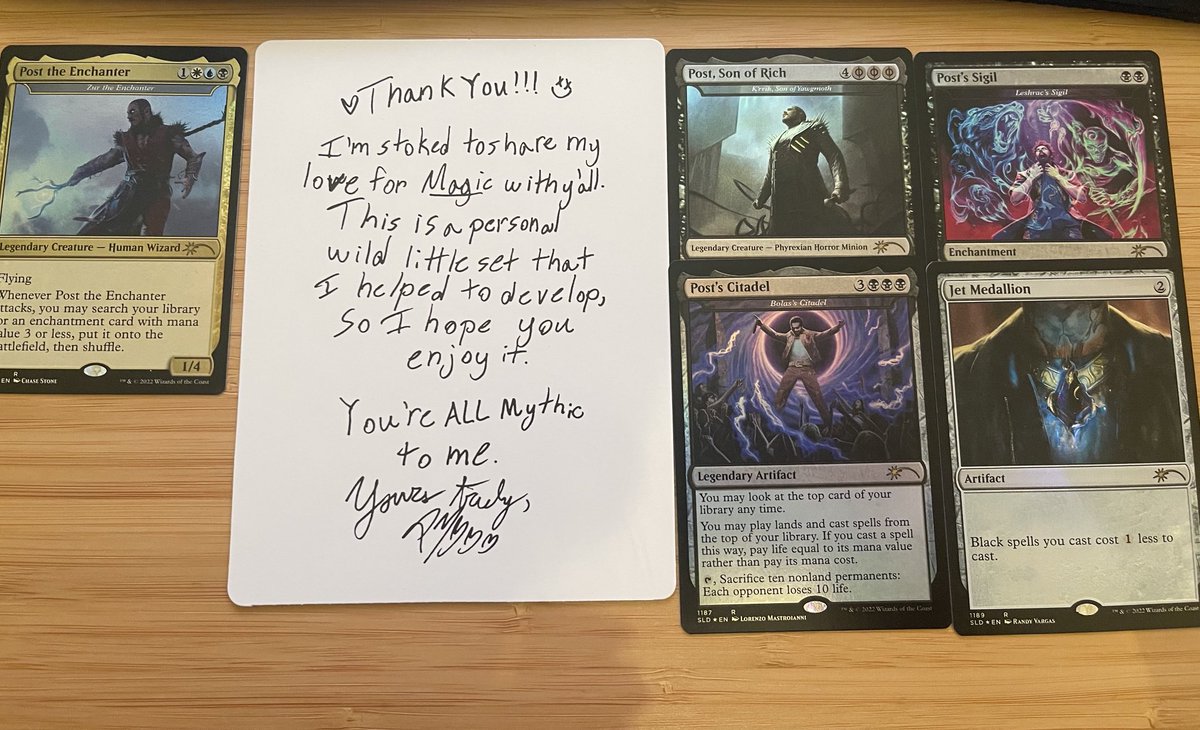 Post the Enchanter 1
Zur the Enchanter
Legendary Creature — Human Wizard
Flying
Whenever Post the Enchanter
attacks, you may search your library
for an enchantment card with mana
value 3 or less, put it onto the
battlefield, then shuffle.
1/4
R
EN CHASE STONE
™ & © 2022 Wizards of the Coast
Thank You!!!
I'm stoked to share my
love for Magic with y'all.
This is a personal
wild little set that
I helped to develop,
so I hope you
enjoy it.
You're ALL Mythic
to me.
Yours truly,
Post, Son of Rich 4
K'rrik, Son of Yawgmoth
Legendary Creature — Phyrexian Horror Minion
Post's Sigil
Leshrac's Sigil
Enchantment
Post's Citadel 3
Bolas's Citadel
Legendary Artifact
You may look at the top card of your
library any time.
You may play lands and cast spells from
the top of your library. If you cast a spell
this way, pay life equal to its mana value
rather than pay its mana cost.
, Sacrifice ten nonland permanents:
Each opponent loses 10 life.
1187 R
SLD ★ EN LORENZO MASTROIANNI
™ & © 2022 Wizards of the Coast
Jet Medallion 2
Artifact
Black spells you cast cost 1 less to
cast.
1189 R
SLD ★ EN RANDY VARGAS
™ & © 2022 Wizards of the Coast